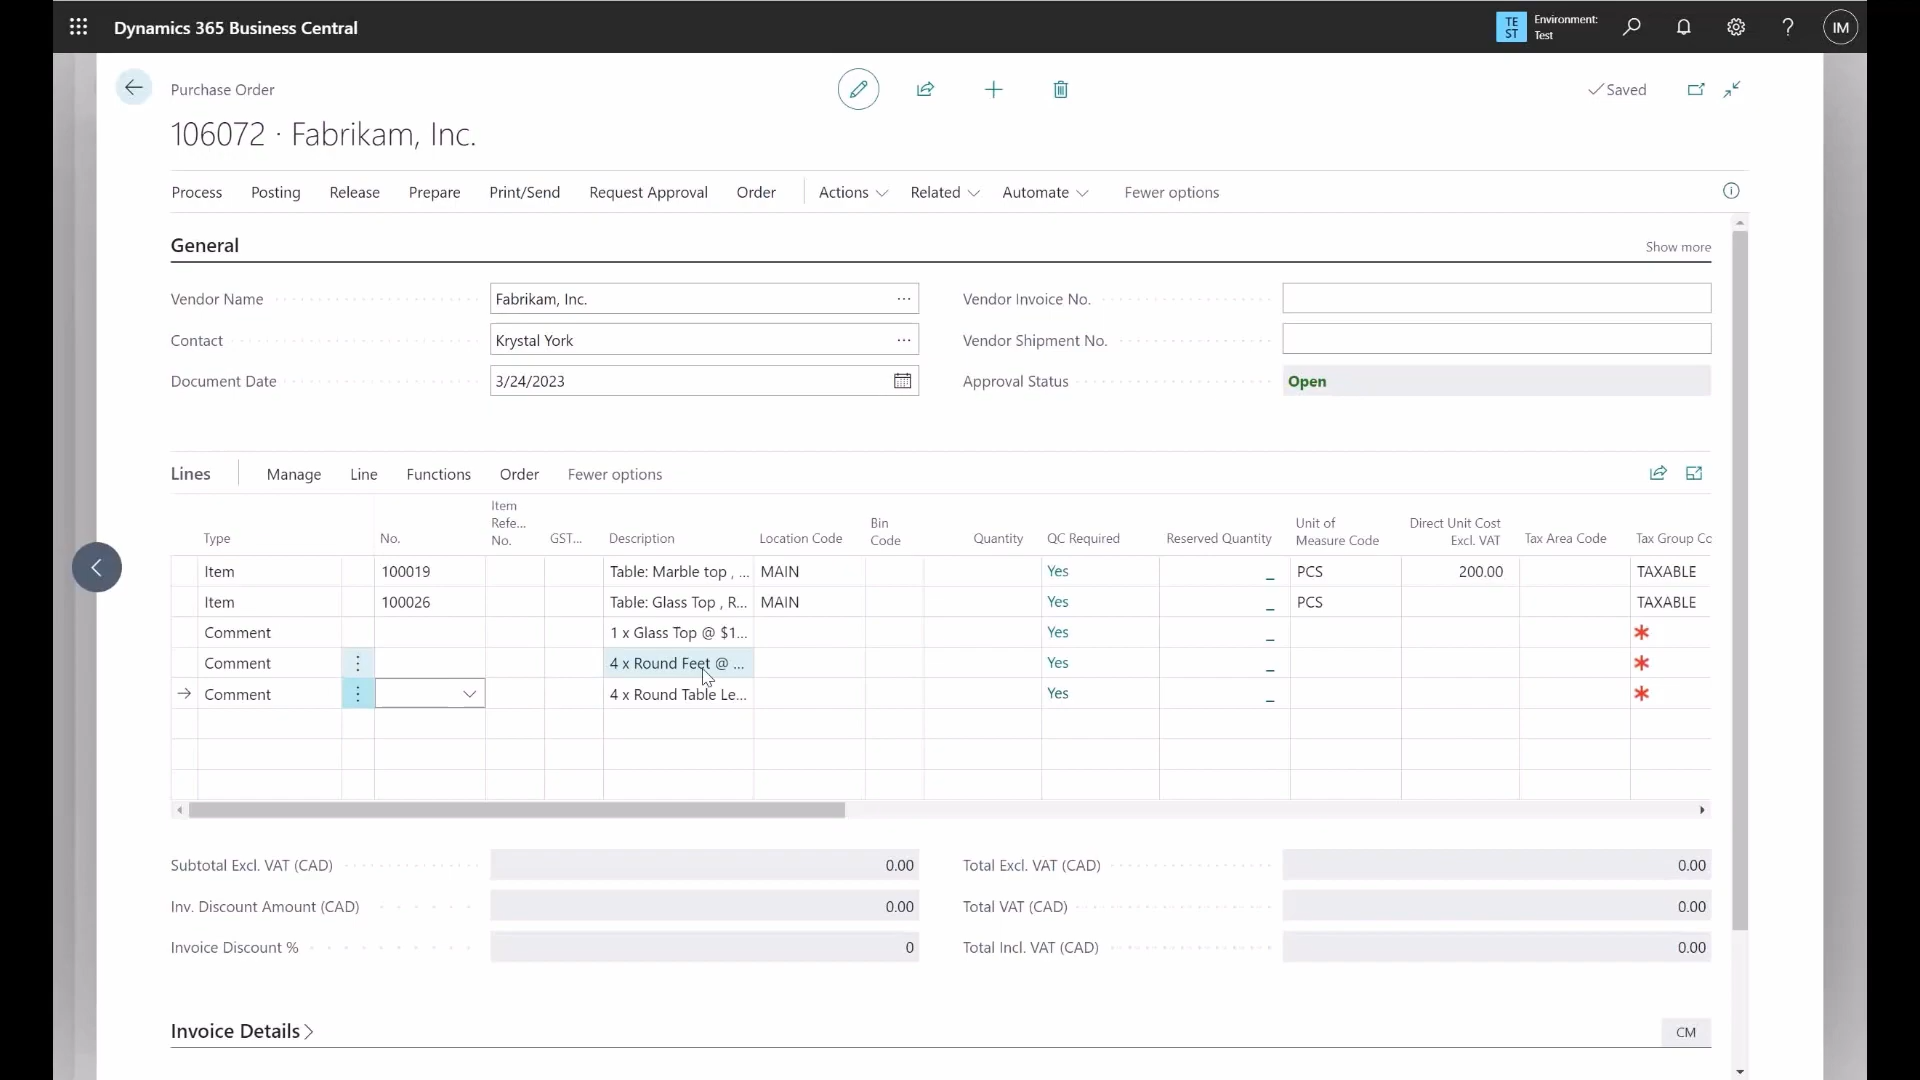 Dynamics 365 Business Central
TE
ST
Environment:
Test
IM
Purchase Order
Saved
106072 · Fabrikam, Inc.
Process Posting Release Prepare Print/Send Request Approval Order Actions Related Automate Fewer options
General
Show more
Vendor Name Fabrikam, Inc. Vendor Invoice No.
Contact Krystal York Vendor Shipment No.
Document Date 3/24/2023 Approval Status Open
Lines Manage Line Functions Order Fewer options
Type No. Item Refe... No. GST... Description Location Code Bin Code Quantity QC Required Reserved Quantity Unit of Measure Code Direct Unit Cost Excl. VAT Tax Area Code Tax Group Cc
Item 100019 Table: Marble top , ... MAIN Yes _ PCS 200.00 TAXABLE
Item 100026 Table: Glass Top , R... MAIN Yes _ PCS TAXABLE
Comment 1 x Glass Top @ $1... Yes _ *
Comment 4 x Round Feet @ ... Yes _ *
Comment 4 x Round Table Le... Yes _ *
Subtotal Excl. VAT (CAD) 0.00 Total Excl. VAT (CAD) 0.00
Inv. Discount Amount (CAD) 0.00 Total VAT (CAD) 0.00
Invoice Discount % 0 Total Incl. VAT (CAD) 0.00
Invoice Details >
CM